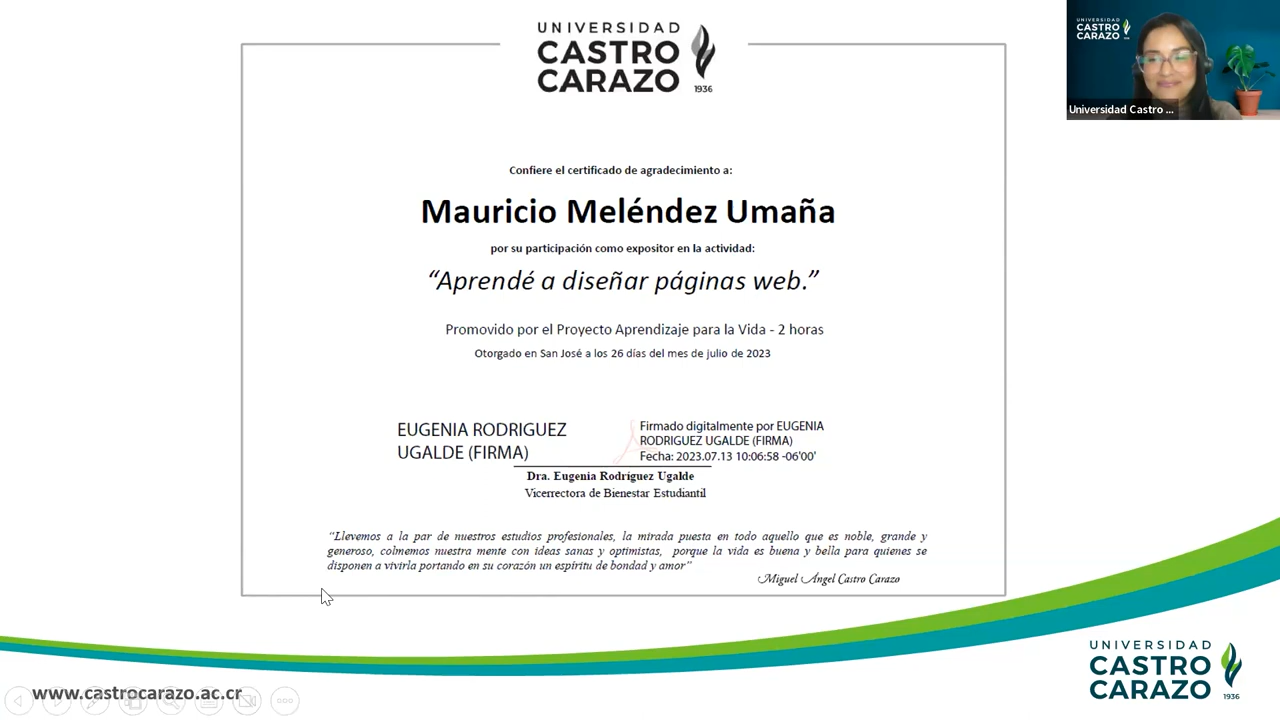 UNIVERSIDAD
CASTRO
CARAZO
1936
UNIVERSIDAD
CASTRO
CARAZO
Universidad Castro ...
Confiere el certificado de agradecimiento a:
Mauricio Meléndez Umaña
por su participación como expositor en la actividad:
“Aprendé a diseñar páginas web.”
Promovido por el Proyecto Aprendizaje para la Vida - 2 horas
Otorgado en San José a los 26 días del mes de julio de 2023
EUGENIA RODRIGUEZ
UGALDE (FIRMA)
Firmado digitalmente por EUGENIA
RODRIGUEZ UGALDE (FIRMA)
Fecha: 2023.07.13 10:06:58 -06'00'
Dra. Eugenia Rodríguez Ugalde
Vicerrectora de Bienestar Estudiantil
“Llevemos a la par de nuestros estudios profesionales, la mirada puesta en todo aquello que es noble, grande y
generoso, colmemos nuestra mente con ideas sanas y optimistas, porque la vida es buena y bella para quienes se
disponen a vivirla portando en su corazón un espíritu de bondad y amor”
Miguel Ángel Castro Carazo
www.castrocarazo.ac.cr
UNIVERSIDAD
CASTRO
CARAZO
1936